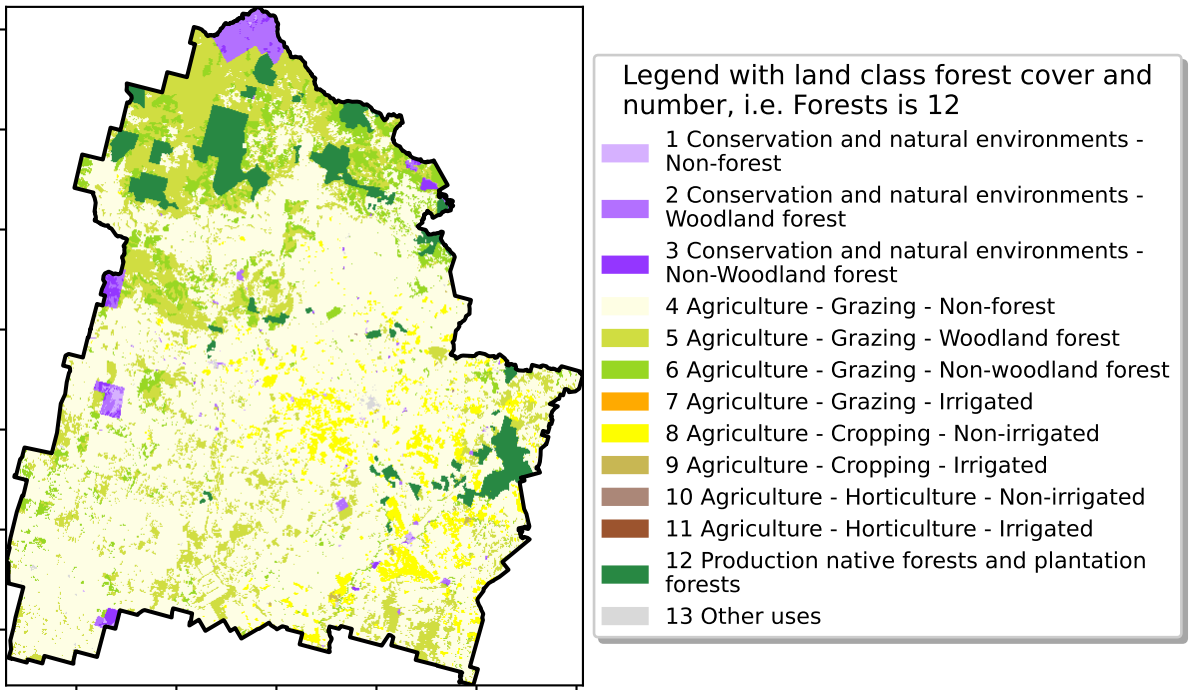 Legend with land class forest cover and
number, i.e. Forests is 12
1 Conservation and natural environments -
Non-forest
2 Conservation and natural environments -
Woodland forest
3 Conservation and natural environments -
Non-Woodland forest
4 Agriculture - Grazing - Non-forest
5 Agriculture - Grazing - Woodland forest
6 Agriculture - Grazing - Non-woodland forest
7 Agriculture - Grazing - Irrigated
8 Agriculture - Cropping - Non-irrigated
9 Agriculture - Cropping - Irrigated
10 Agriculture - Horticulture - Non-irrigated
11 Agriculture - Horticulture - Irrigated
12 Production native forests and plantation
forests
13 Other uses